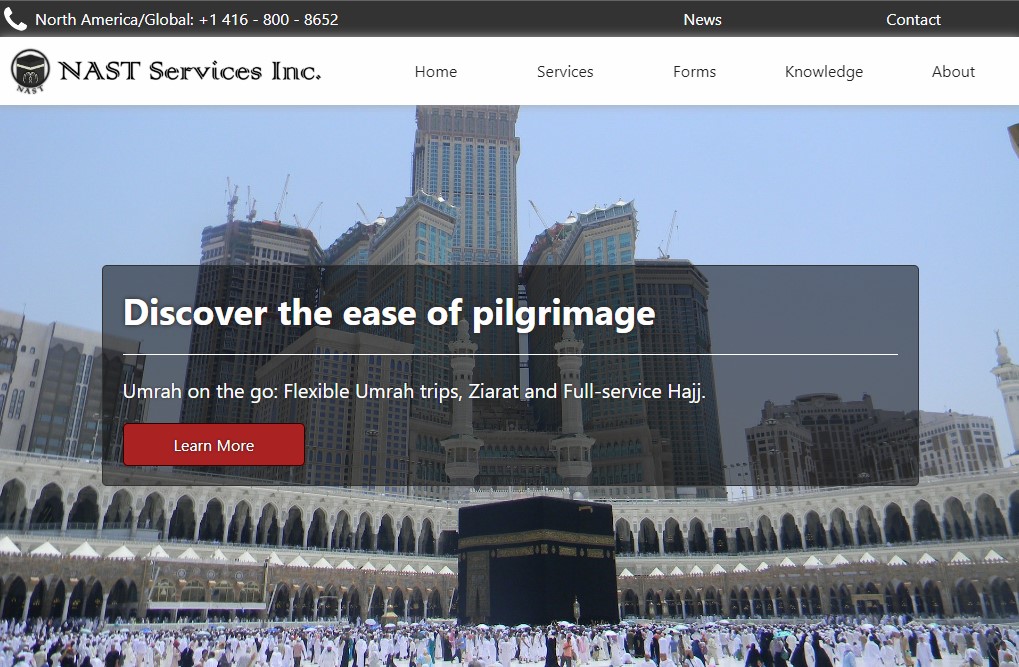 North America/Global: +1 416 - 800 - 8652
News
Contact
NAST
NAST Services Inc.
Home
Services
Forms
Knowledge
About
Discover the ease of pilgrimage
Umrah on the go: Flexible Umrah trips, Ziarat and Full-service Hajj.
Learn More